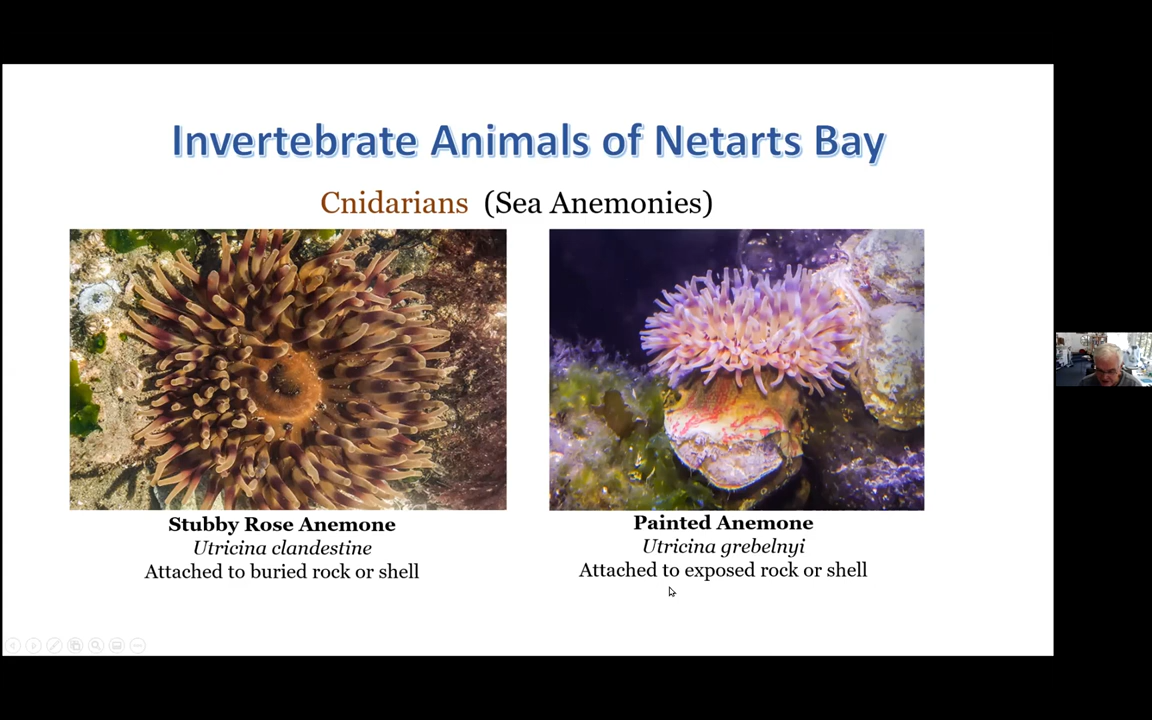 Invertebrate Animals of Netarts Bay
Cnidarians (Sea Anemonies)
Stubby Rose Anemone
Utricina clandestine
Attached to buried rock or shell
Painted Anemone
Utricina grebelnyi
Attached to exposed rock or shell